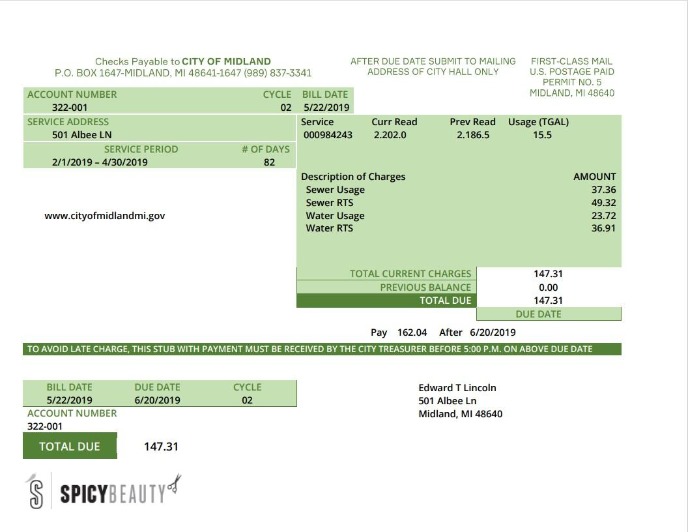 Checks Payable to CITY OF MIDLAND
P.O. BOX 1647-MIDLAND, MI 48641-1647 (989) 837-3341
AFTER DUE DATE SUBMIT TO MAILING
ADDRESS OF CITY HALL ONLY
FIRST-CLASS MAIL
U.S. POSTAGE PAID
PERMIT NO. 5
MIDLAND, MI 48640
ACCOUNT NUMBER CYCLE BILL DATE
322-001 02 5/22/2019
SERVICE ADDRESS
501 Albee LN
SERVICE PERIOD # OF DAYS
2/1/2019 – 4/30/2019 82
Service Curr Read Prev Read Usage (TGAL)
000984243 2.202.0 2.186.5 15.5
Description of Charges AMOUNT
Sewer Usage 37.36
Sewer RTS 49.32
Water Usage 23.72
Water RTS 36.91
www.cityofmidlandmi.gov
TOTAL CURRENT CHARGES 147.31
PREVIOUS BALANCE 0.00
TOTAL DUE 147.31
DUE DATE
Pay 162.04 After 6/20/2019
TO AVOID LATE CHARGE, THIS STUB WITH PAYMENT MUST BE RECEIVED BY THE CITY TREASURER BEFORE 5:00 P.M. ON ABOVE DUE DATE
BILL DATE DUE DATE CYCLE
5/22/2019 6/20/2019 02
ACCOUNT NUMBER
322-001
TOTAL DUE 147.31
Edward T Lincoln
501 Albee Ln
Midland, MI 48640
S SPICYBEAUTY